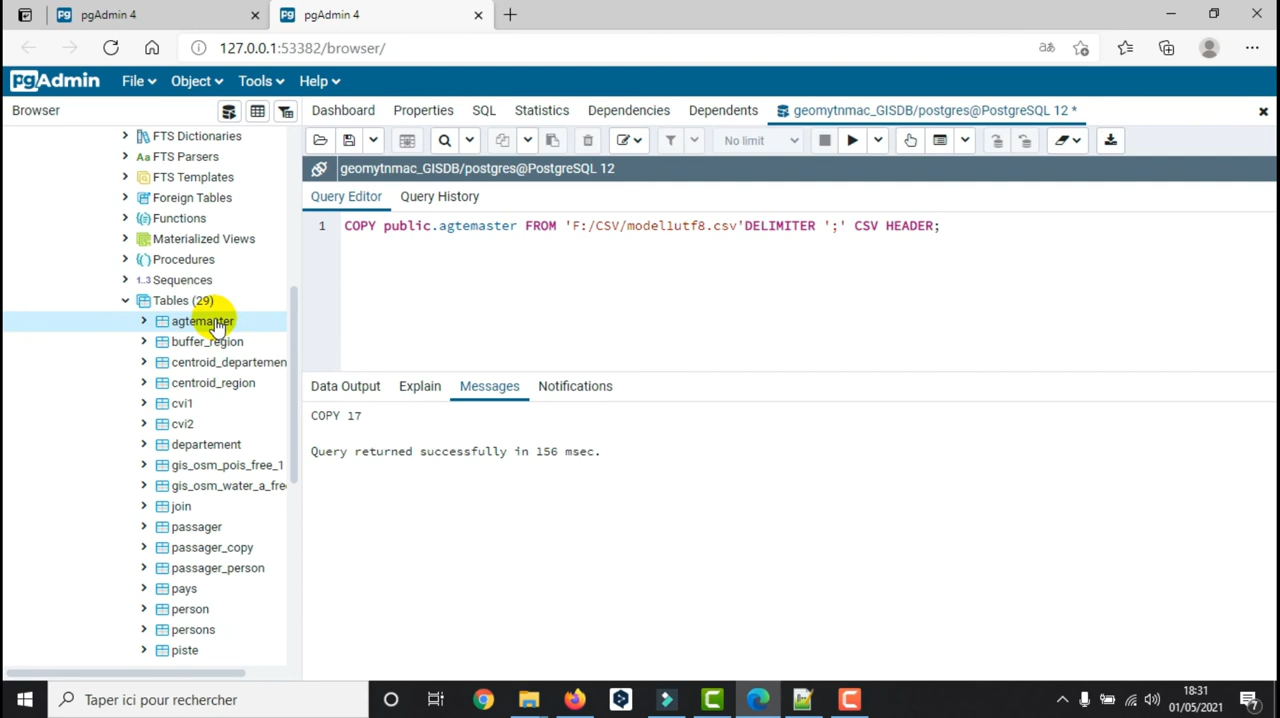 pgAdmin 4
pgAdmin 4
127.0.0.1:53382/browser/
pgAdmin File Object Tools Help
Browser
Dashboard Properties SQL Statistics Dependencies Dependents geomytnmac_GISDB/postgres@PostgreSQL 12 *
No limit
geomytnmac_GISDB/postgres@PostgreSQL 12
Query Editor Query History
1 COPY public.agtemaster FROM 'F:/CSV/modellutf8.csv'DELIMITER ';' CSV HEADER;
FTS Dictionaries
Aa FTS Parsers
FTS Templates
Foreign Tables
Functions
Materialized Views
Procedures
1..3 Sequences
Tables (29)
agtemaster
buffer_region
centroid_departemen
centroid_region
cvi1
cvi2
departement
gis_osm_pois_free_1
gis_osm_water_a_fre
join
passager
passager_copy
passager_person
pays
person
persons
piste
Data Output Explain Messages Notifications
COPY 17
Query returned successfully in 156 msec.
Taper ici pour rechercher
18:31
01/05/2021
7